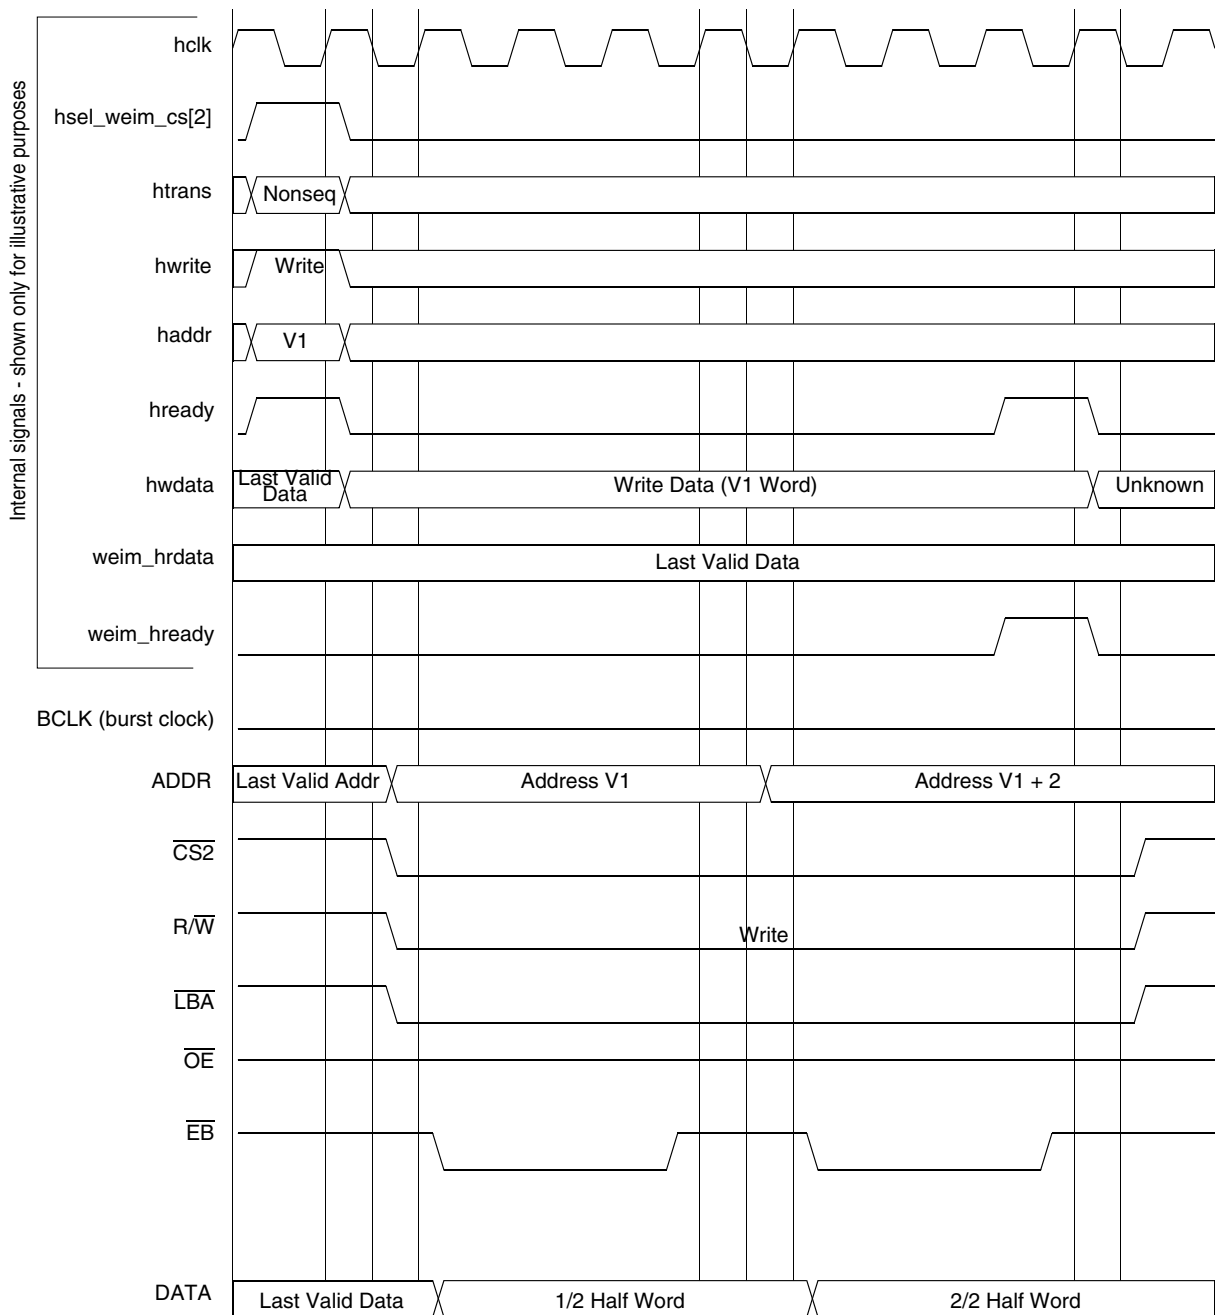 Internal signals - shown only for illustrative purposes
hclk
hsel_weim_cs[2]
htrans
Nonseq
hwrite
Write
haddr
V1
hready
hwdata
Last Valid
Data
Write Data (V1 Word)
Unknown
weim_hrdata
Last Valid Data
weim_hready
BCLK (burst clock)
ADDR
Last Valid Addr
Address V1
Address V1 + 2
CS2
R/W
Write
LBA
OE
EB
DATA
Last Valid Data
1/2 Half Word
2/2 Half Word